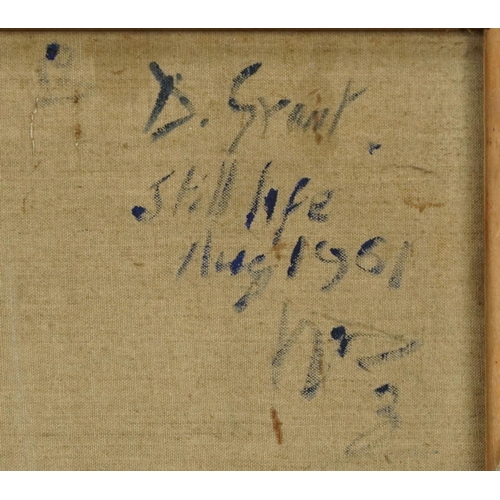 D. Grant
Still life
Aug 1961